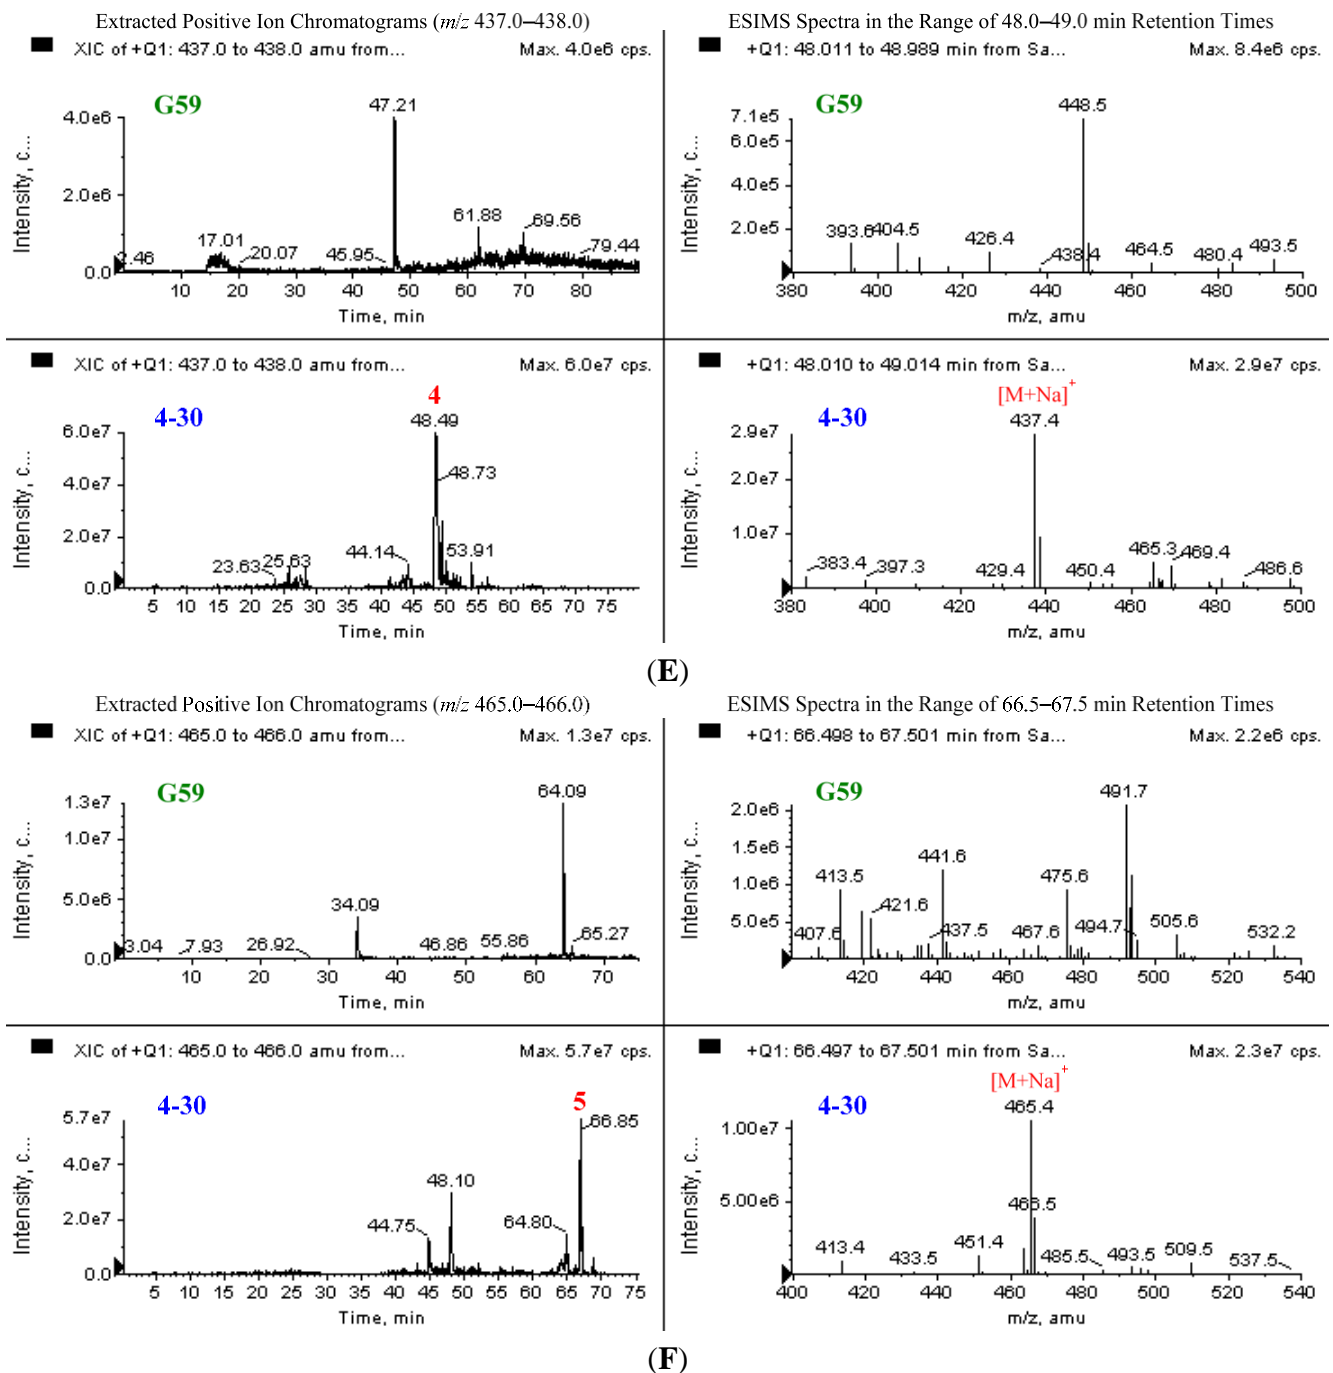 Extracted Positive Ion Chromatograms (m/z 437.0–438.0)
ESIMS Spectra in the Range of 48.0–49.0 min Retention Times
XIC of +Q1: 437.0 to 438.0 amu from...
Max. 4.0e6 cps.
G59
47.21
4.0e6
2.0e6
0.0
Intensity, c...
2.46
17.01
20.07
45.95
61.88
69.56
79.44
10 20 30 40 50 60 70 80
Time, min
+Q1: 48.011 to 48.989 min from Sa...
Max. 8.4e6 cps.
G59
448.5
7.1e5
6.0e5
4.0e5
2.0e5
Intensity, c...
393.6
404.5
426.4
438.4
464.5
480.4
493.5
380 400 420 440 460 480 500
m/z, amu
XIC of +Q1: 437.0 to 438.0 amu from...
Max. 6.0e7 cps.
4-30
4
48.49
6.0e7
4.0e7
2.0e7
0.0
Intensity, c...
48.73
23.63
25.63
44.14
53.91
5 10 15 20 25 30 35 40 45 50 55 60 65 70 75
Time, min
+Q1: 48.010 to 49.014 min from Sa...
Max. 2.9e7 cps.
4-30
[M+Na]+
437.4
2.9e7
2.0e7
1.0e7
Intensity, c...
383.4
397.3
429.4
450.4
465.3
469.4
486.6
380 400 420 440 460 480 500
m/z, amu
(E)
Extracted Positive Ion Chromatograms (m/z 465.0–466.0)
ESIMS Spectra in the Range of 66.5–67.5 min Retention Times
XIC of +Q1: 465.0 to 466.0 amu from...
Max. 1.3e7 cps.
G59
64.09
1.3e7
1.0e7
5.0e6
0.0
Intensity, c...
3.04
7.93
26.92
34.09
46.86
55.86
65.27
10 20 30 40 50 60 70
Time, min
+Q1: 66.498 to 67.501 min from Sa...
Max. 2.2e6 cps.
G59
491.7
2.0e6
1.5e6
1.0e6
5.0e5
Intensity, c...
407.6
413.5
421.6
441.6
437.5
467.6
475.6
494.7
505.6
532.2
420 440 460 480 500 520 540
m/z, amu
XIC of +Q1: 465.0 to 466.0 amu from...
Max. 5.7e7 cps.
4-30
5
66.85
5.7e7
4.0e7
2.0e7
0.0
Intensity, c...
44.75
48.10
64.80
5 10 15 20 25 30 35 40 45 50 55 60 65 70 75
Time, min
+Q1: 66.497 to 67.501 min from Sa...
Max. 2.3e7 cps.
4-30
[M+Na]+
465.4
1.00e7
5.00e6
Intensity, c...
413.4
433.5
451.4
466.5
485.5
493.5
509.5
537.5
400 420 440 460 480 500 520 540
m/z, amu
(F)